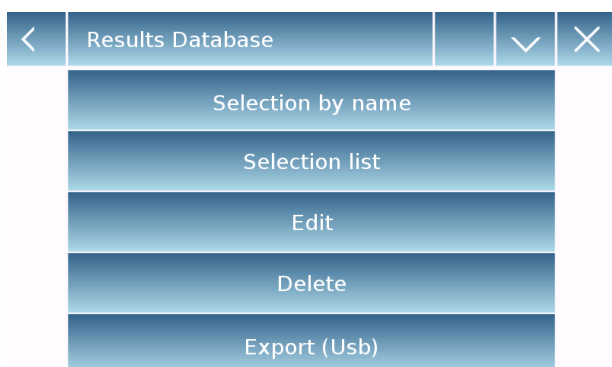 Results Database
Selection by name
Selection list
Edit
Delete
Export (Usb)